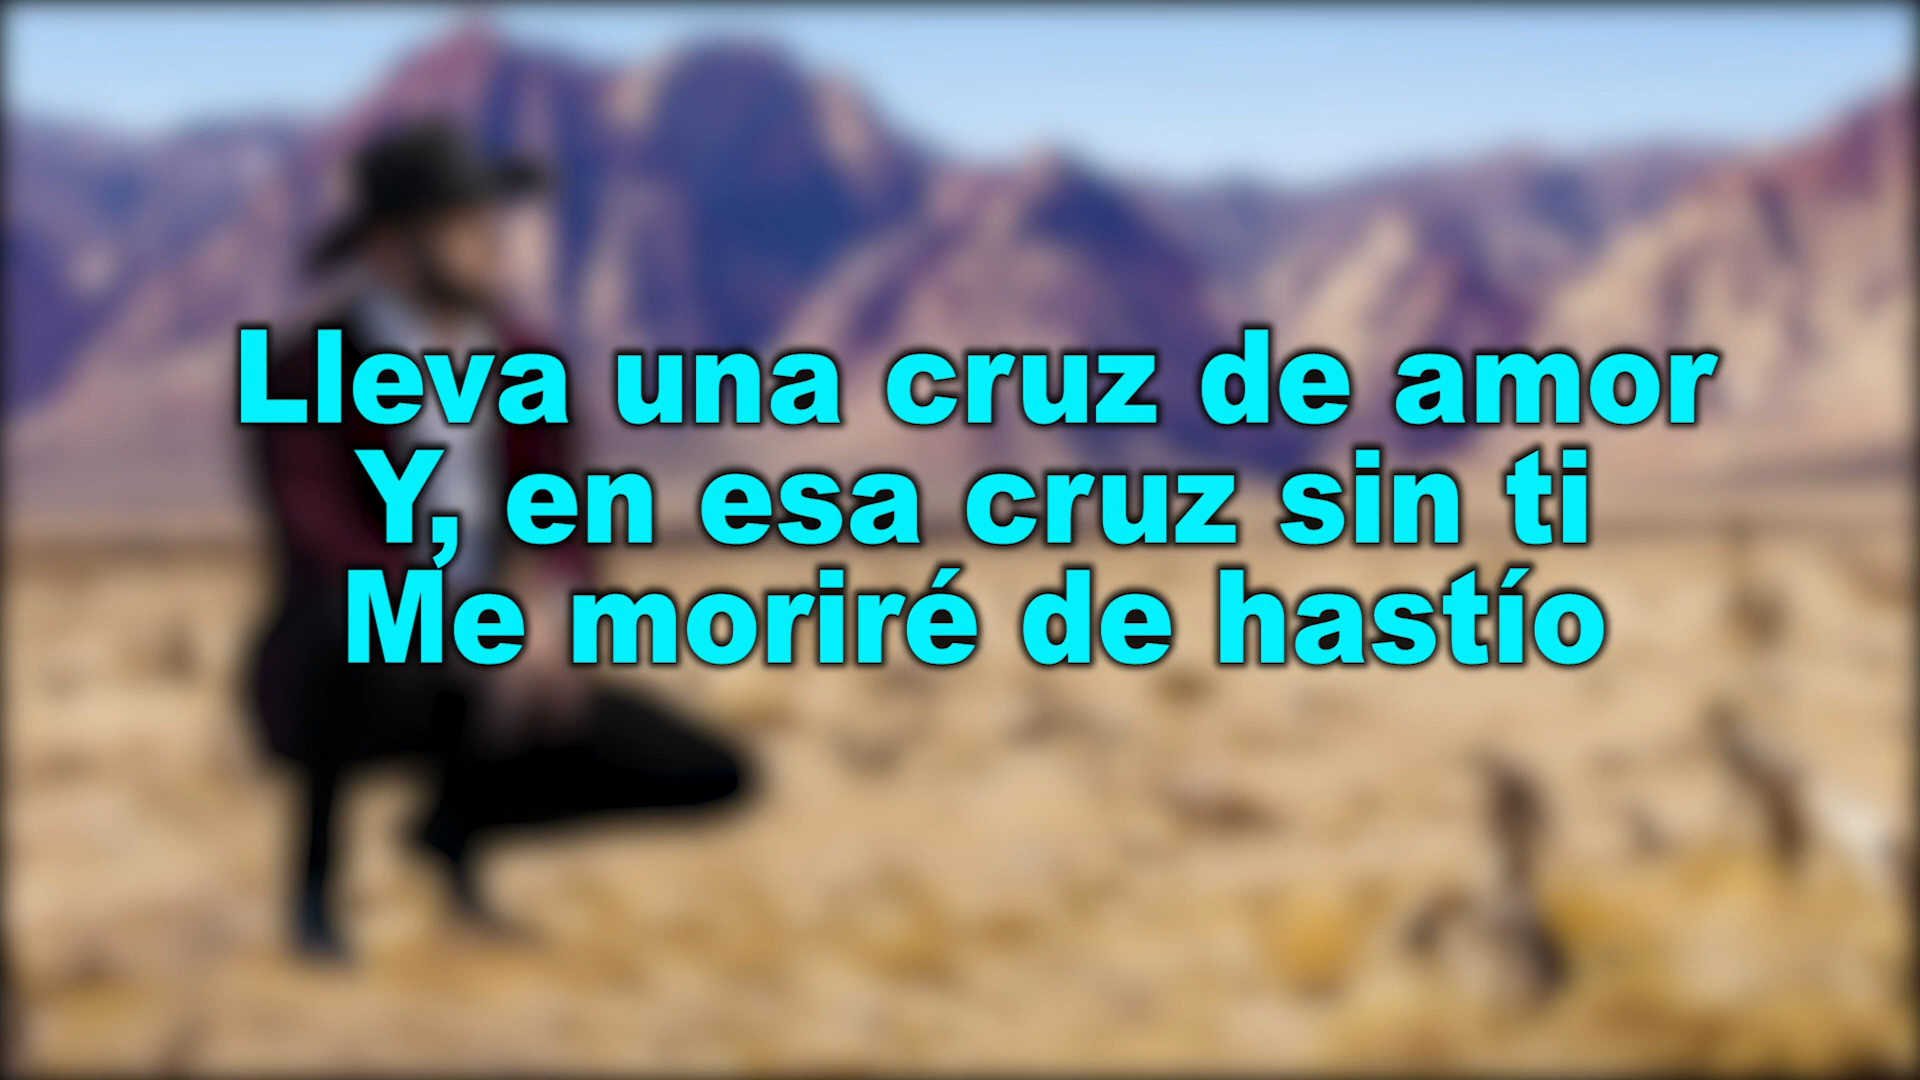 Lleva una cruz de amor
Y, en esa cruz sin ti
Me moriré de hastío